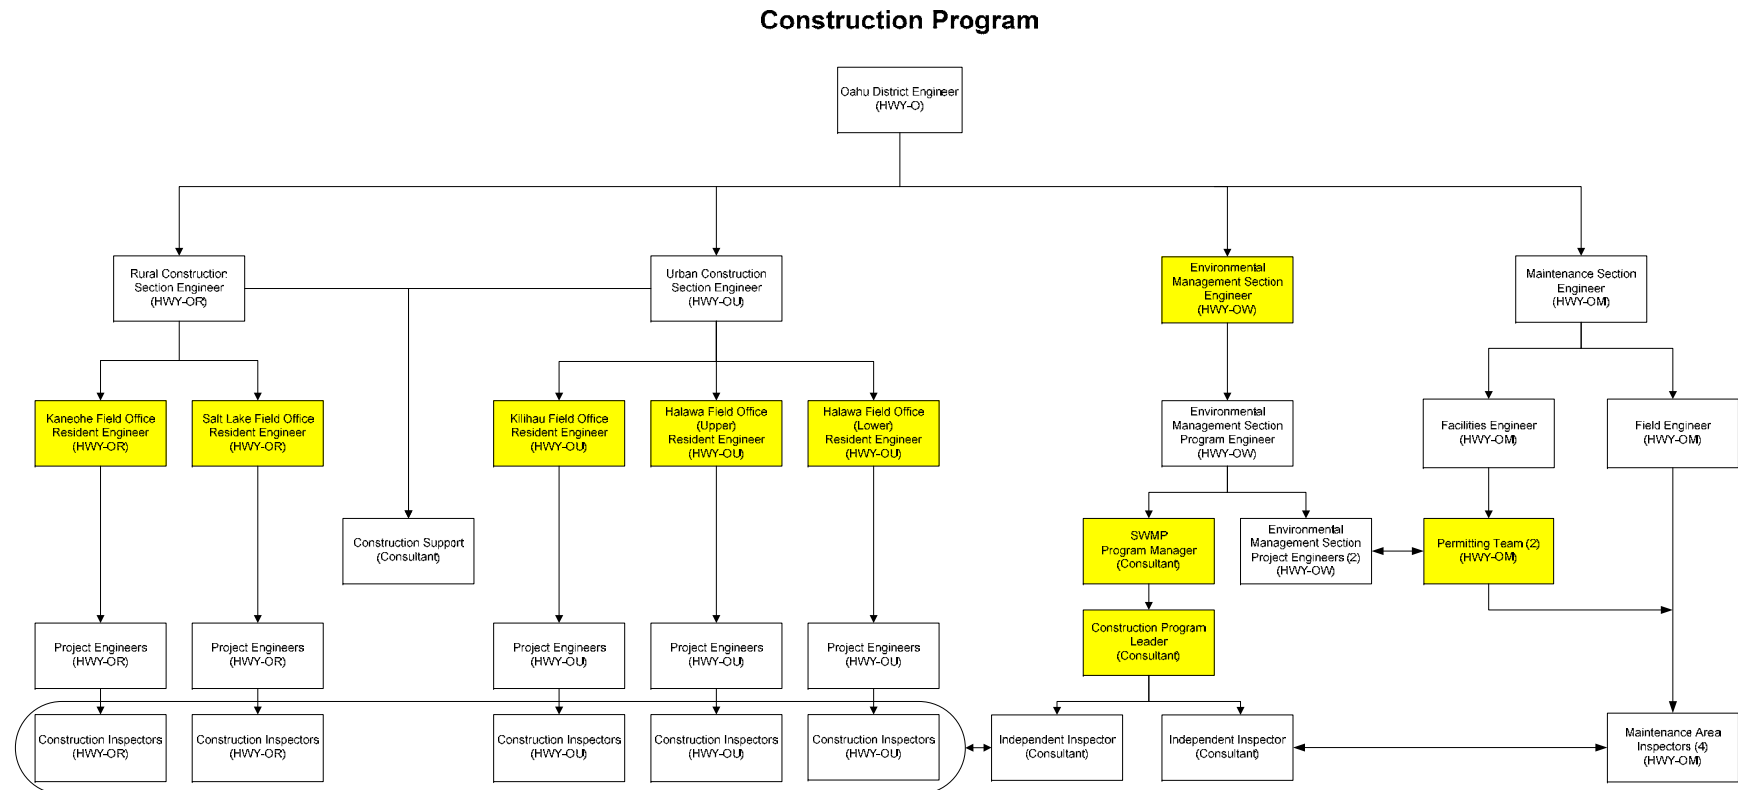 Construction Program
Oahu District Engineer
(HWY-O)
Rural Construction
Section Engineer
(HWY-OR)
Urban Construction
Section Engineer
(HWY-OU)
Environmental
Management Section
Engineer
(HWY-OW)
Maintenance Section
Engineer
(HWY-OM)
Kaneohe Field Office
Resident Engineer
(HWY-OR)
Salt Lake Field Office
Resident Engineer
(HWY-OR)
Kilihau Field Office
Resident Engineer
(HWY-OU)
Halawa Field Office
(Upper)
Resident Engineer
(HWY-OU)
Halawa Field Office
(Lower)
Resident Engineer
(HWY-OU)
Environmental
Management Section
Program Engineer
(HWY-OW)
Facilities Engineer
(HWY-OM)
Field Engineer
(HWY-OM)
Construction Support
(Consultant)
SWMP
Program Manager
(Consultant)
Environmental
Management Section
Project Engineers (2)
(HWY-OW)
Permitting Team (2)
(HWY-OM)
Project Engineers
(HWY-OR)
Project Engineers
(HWY-OR)
Project Engineers
(HWY-OU)
Project Engineers
(HWY-OU)
Project Engineers
(HWY-OU)
Construction Program
Leader
(Consultant)
Construction Inspectors
(HWY-OR)
Construction Inspectors
(HWY-OR)
Construction Inspectors
(HWY-OU)
Construction Inspectors
(HWY-OU)
Construction Inspectors
(HWY-OU)
Independent Inspector
(Consultant)
Independent Inspector
(Consultant)
Maintenance Area
Inspectors (4)
(HWY-OM)